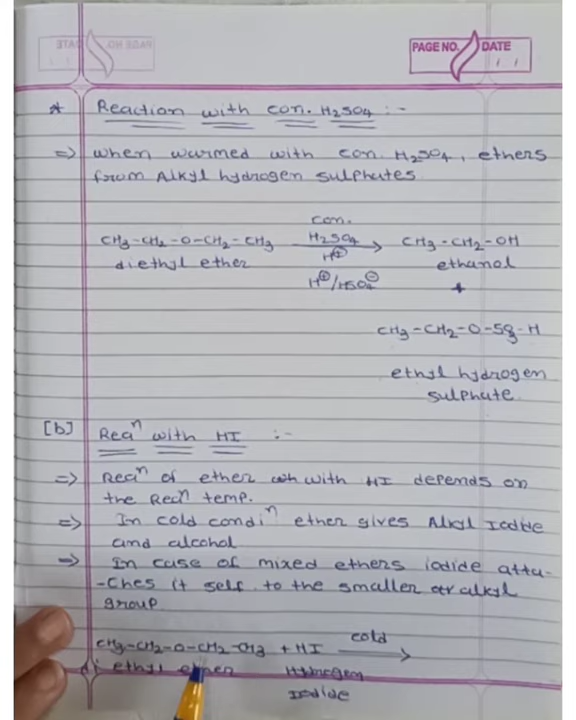 PAGE NO. DATE
* Reaction with con. H2SO4 :-
=> when warmed with con. H2SO4, ethers
from Alkyl hydrogen sulphates.
con.
CH3-CH2-O-CH2-CH3 H2SO4 → CH3-CH2-OH
diethyl ether H⊕ ethanol
H⊕/HSO4⊖ +
CH3-CH2-O-SO3-H
ethyl hydrogen
sulphate
[b] Reaⁿ with HI :-
=> Reaⁿ of ether with HI depends on
the Reaⁿ temp.
=> In cold condiⁿ ether gives Alkyl Iodide
and alcohol
=> In case of mixed ethers iodide atta-
-ches it self to the smaller alkyl
group
CH3-CH2-O-CH2-CH3 + HI cold →
di ethyl ether Hydrogen
Iodide